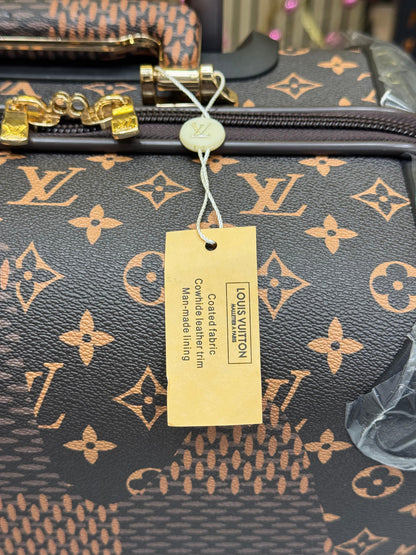 LOUIS VUITTON
MALLETIER A PARIS
Coated fabric
Cowhide leather trim
Man-made lining